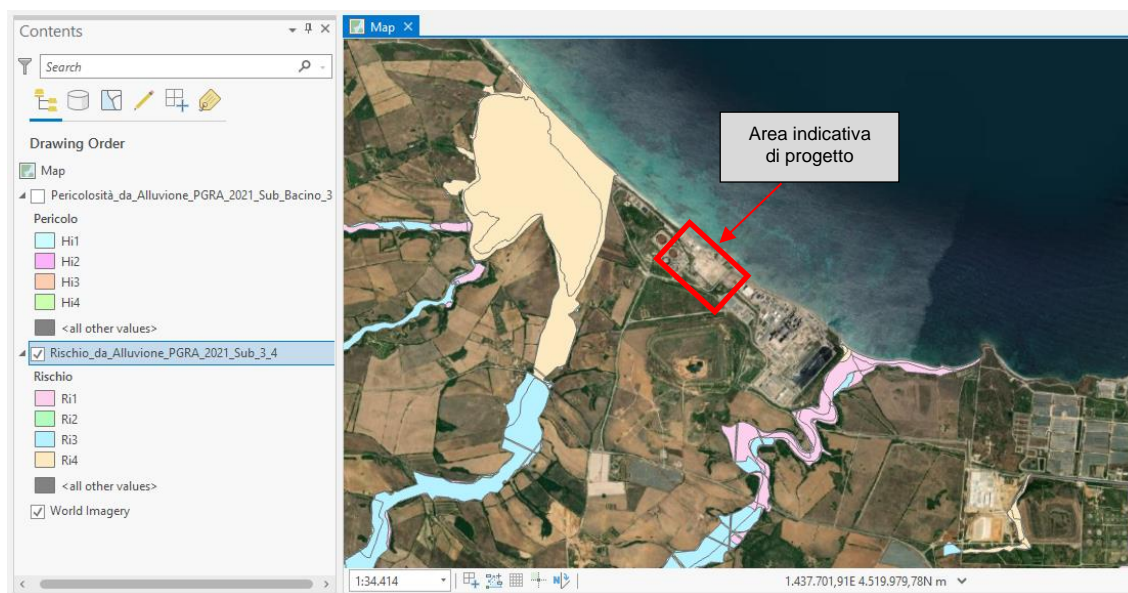 Contents
Map
Search
Drawing Order
Map
Pericolosità_da_Alluvione_PGRA_2021_Sub_Bacino_3
Pericolo
Hi1
Hi2
Hi3
Hi4
<all other values>
Rischio_da_Alluvione_PGRA_2021_Sub_3_4
Rischio
Ri1
Ri2
Ri3
Ri4
<all other values>
World Imagery
Area indicativa
di progetto
1:34.414
1.437.701,91E 4.519.979,78N m